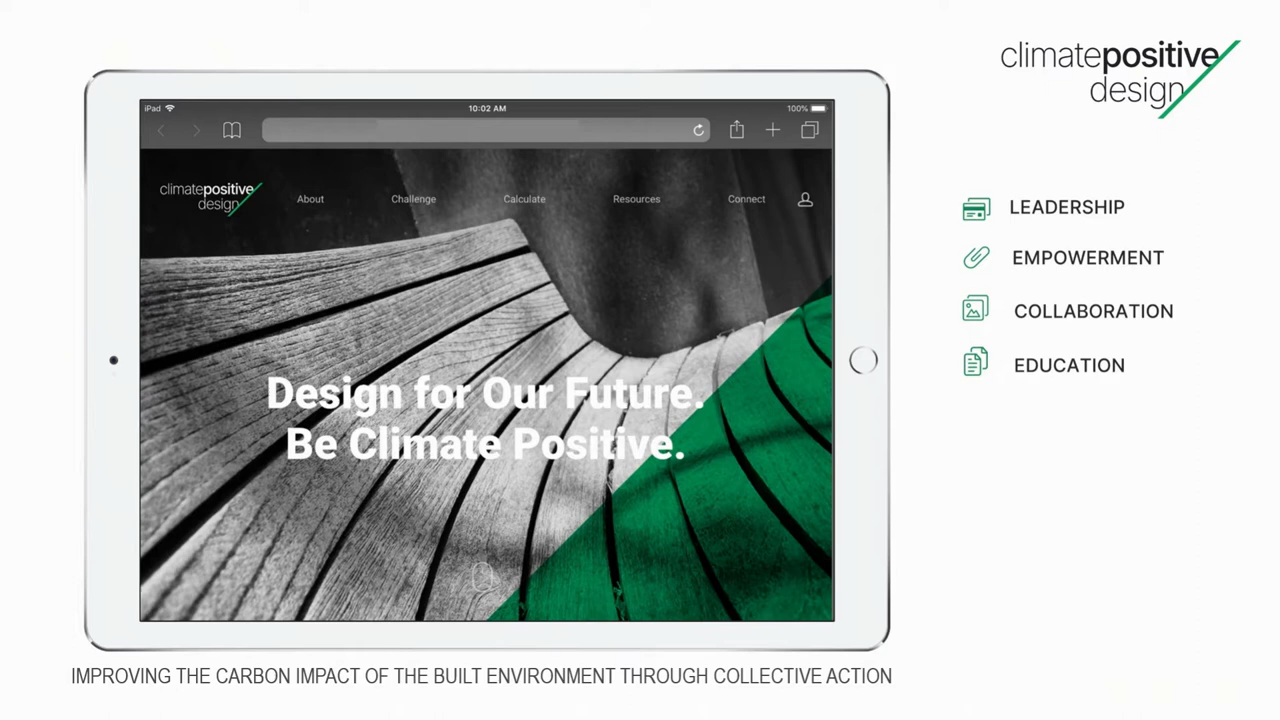 climatepositive
design
iPad
10:02 AM
100%
climatepositive
design
About
Challenge
Calculate
Resources
Connect
Design for Our Future.
Be Climate Positive.
LEADERSHIP
EMPOWERMENT
COLLABORATION
EDUCATION
IMPROVING THE CARBON IMPACT OF THE BUILT ENVIRONMENT THROUGH COLLECTIVE ACTION